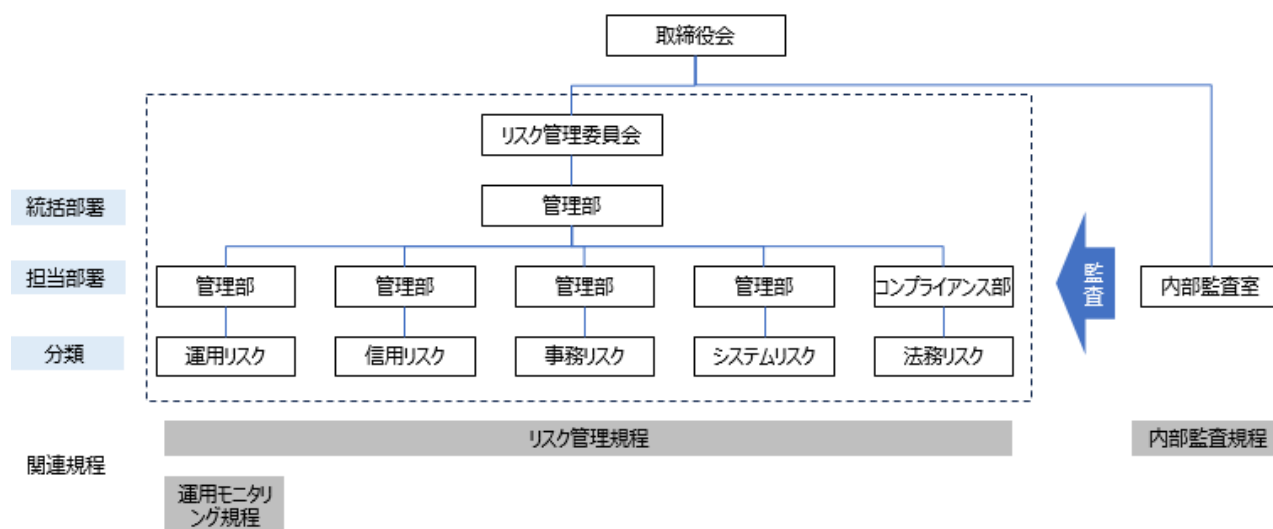 取締役会
リスク管理委員会
統括部署
管理部
担当部署
管理部
管理部
管理部
管理部
コンプライアンス部
監査
内部監査室
分類
運用リスク
信用リスク
事務リスク
システムリスク
法務リスク
関連規程
リスク管理規程
内部監査規程
運用モニタリ
ング規程